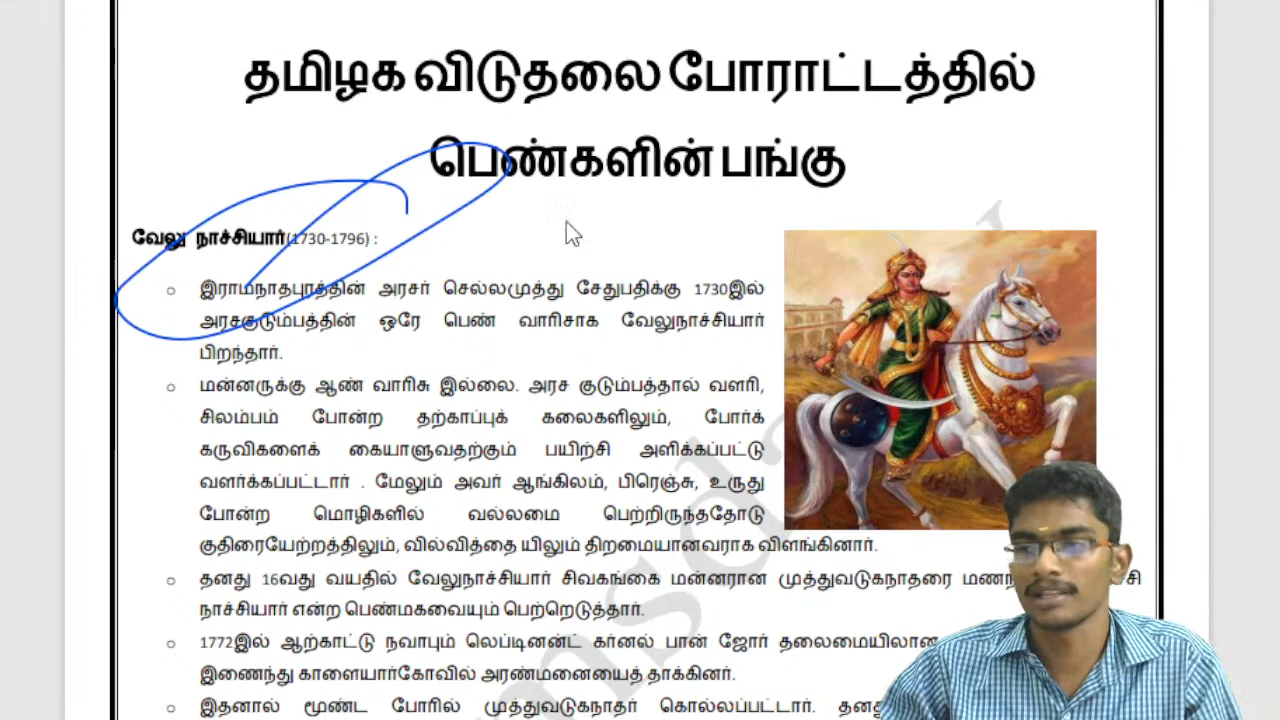 தமிழக விடுதலை போராட்டத்தில்
பெண்களின் பங்கு
வேலு நாச்சியார்(1730-1796) :
இராமநாதபுரத்தின் அரசர் செல்லமுத்து சேதுபதிக்கு 1730இல்
அரசகுடும்பத்தின் ஒரே பெண் வாரிசாக வேலுநாச்சியார்
பிறந்தார்.
மன்னருக்கு ஆண் வாரிசு இல்லை. அரச குடும்பத்தால் வளரி,
சிலம்பம் போன்ற தற்காப்புக் கலைகளிலும், போர்க்
கருவிகளைக் கையாளுவதற்கும் பயிற்சி அளிக்கப்பட்டு
வளர்க்கப்பட்டார் . மேலும் அவர் ஆங்கிலம், பிரெஞ்சு, உருது
போன்ற மொழிகளில் வல்லமை பெற்றிருந்ததோடு
குதிரையேற்றத்திலும், வில்வித்தை யிலும் திறமையானவராக விளங்கினார்.
தனது 16வது வயதில் வேலுநாச்சியார் சிவகங்கை மன்னரான முத்துவடுகநாதரை
நாச்சியார் என்ற பெண்மகவையும் பெற்றெடுத்தார்.
1772இல் ஆற்காட்டு நவாபும் லெப்டினன்ட் கர்னல் பான் ஜோர் தலைமையிலான
இணைந்து காளையார்கோவில் அரண்மனையைத் தாக்கினர்.
இதனால் மூண்ட போரில் முத்துவடுகநாதர் கொல்லப்பட்டார்.